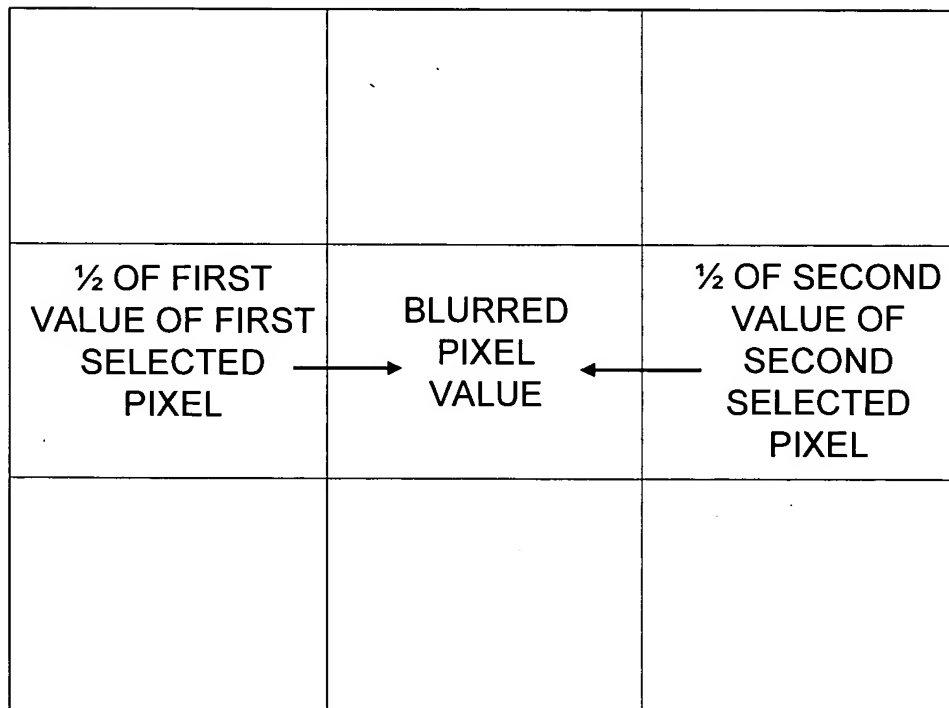 ½ OF FIRST
VALUE OF FIRST
SELECTED
PIXEL
BLURRED
PIXEL
VALUE
½ OF SECOND
VALUE OF
SECOND
SELECTED
PIXEL